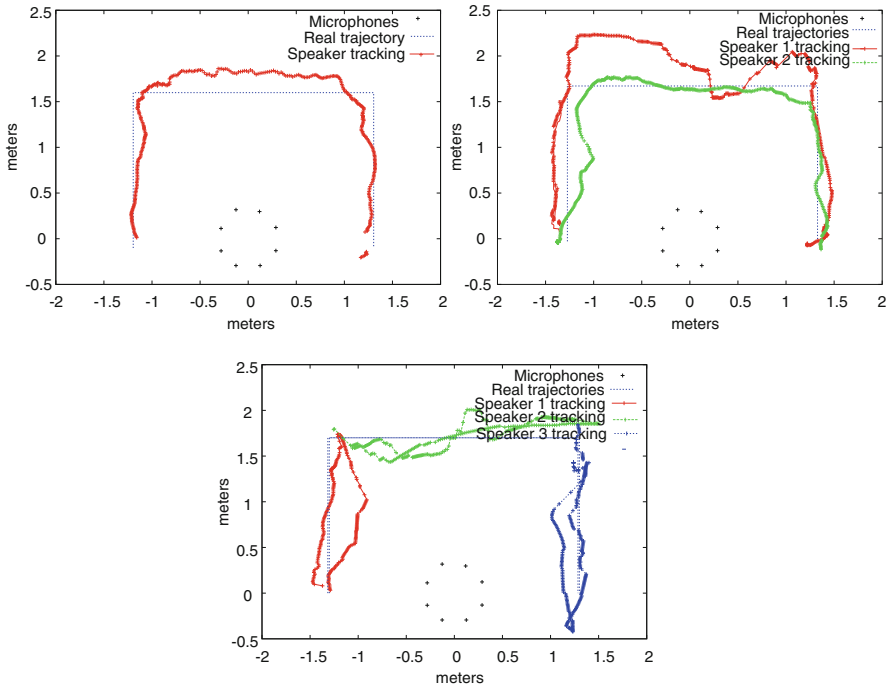 Microphones
Real trajectory
Speaker tracking
2.5
2
1.5
1
0.5
0
-0.5
meters
-2 -1.5 -1 -0.5 0 0.5 1 1.5 2
meters
Microphones
Real trajectories
Speaker 1 tracking
Speaker 2 tracking
2.5
2
1.5
1
0.5
0
-0.5
meters
-2 -1.5 -1 -0.5 0 0.5 1 1.5 2
meters
Microphones
Real trajectories
Speaker 1 tracking
Speaker 2 tracking
Speaker 3 tracking
2.5
2
1.5
1
0.5
0
-0.5
meters
-2 -1.5 -1 -0.5 0 0.5 1 1.5 2
meters